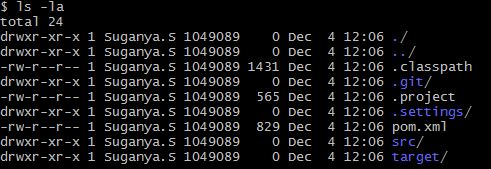 $ ls -la
total 24
drwxr-xr-x 1 Suganya.S 1049089    0 Dec  4 12:06 ./
drwxr-xr-x 1 Suganya.S 1049089    0 Dec  4 12:06 ../
-rw-r--r-- 1 Suganya.S 1049089 1431 Dec  4 12:06 .classpath
drwxr-xr-x 1 Suganya.S 1049089    0 Dec  4 12:06 .git/
-rw-r--r-- 1 Suganya.S 1049089  565 Dec  4 12:06 .project
drwxr-xr-x 1 Suganya.S 1049089    0 Dec  4 12:06 .settings/
-rw-r--r-- 1 Suganya.S 1049089  829 Dec  4 12:06 pom.xml
drwxr-xr-x 1 Suganya.S 1049089    0 Dec  4 12:06 src/
drwxr-xr-x 1 Suganya.S 1049089    0 Dec  4 12:06 target/